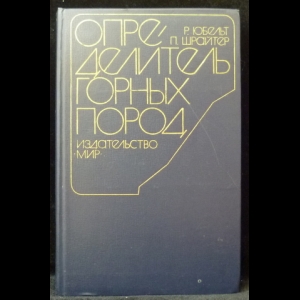 Р. ЮБЕЛЬТ
П. ШРАЙТЕР
ОПРЕ-
ДЕЛИТЕЛЬ
ГОРНЫХ
ПОРОД
ИЗДАТЕЛЬСТВО
«МИР»